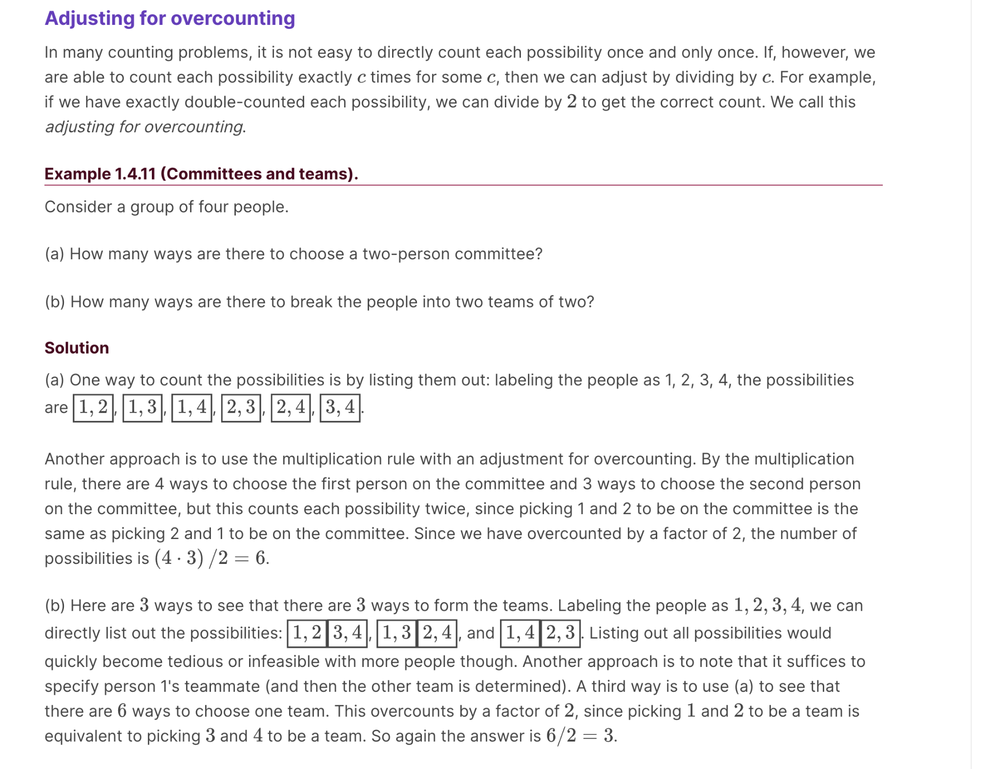 Adjusting for overcounting
In many counting problems, it is not easy to directly count each possibility once and only once. If, however, we
are able to count each possibility exactly c times for some c, then we can adjust by dividing by c. For example,
if we have exactly double-counted each possibility, we can divide by 2 to get the correct count. We call this
adjusting for overcounting.
Example 1.4.11 (Committees and teams).
Consider a group of four people.
(a) How many ways are there to choose a two-person committee?
(b) How many ways are there to break the people into two teams of two?
Solution
(a) One way to count the possibilities is by listing them out: labeling the people as 1, 2, 3, 4, the possibilities
are 1, 2, 1, 3, 1, 4, 2, 3, 2, 4, 3, 4.
Another approach is to use the multiplication rule with an adjustment for overcounting. By the multiplication
rule, there are 4 ways to choose the first person on the committee and 3 ways to choose the second person
on the committee, but this counts each possibility twice, since picking 1 and 2 to be on the committee is the
same as picking 2 and 1 to be on the committee. Since we have overcounted by a factor of 2, the number of
possibilities is (4 · 3) /2 = 6.
(b) Here are 3 ways to see that there are 3 ways to form the teams. Labeling the people as 1, 2, 3, 4, we can
directly list out the possibilities: 1, 2 3, 4, 1, 3 2, 4, and 1, 4 2, 3. Listing out all possibilities would
quickly become tedious or infeasible with more people though. Another approach is to note that it suffices to
specify person 1's teammate (and then the other team is determined). A third way is to use (a) to see that
there are 6 ways to choose one team. This overcounts by a factor of 2, since picking 1 and 2 to be a team is
equivalent to picking 3 and 4 to be a team. So again the answer is 6/2 = 3.